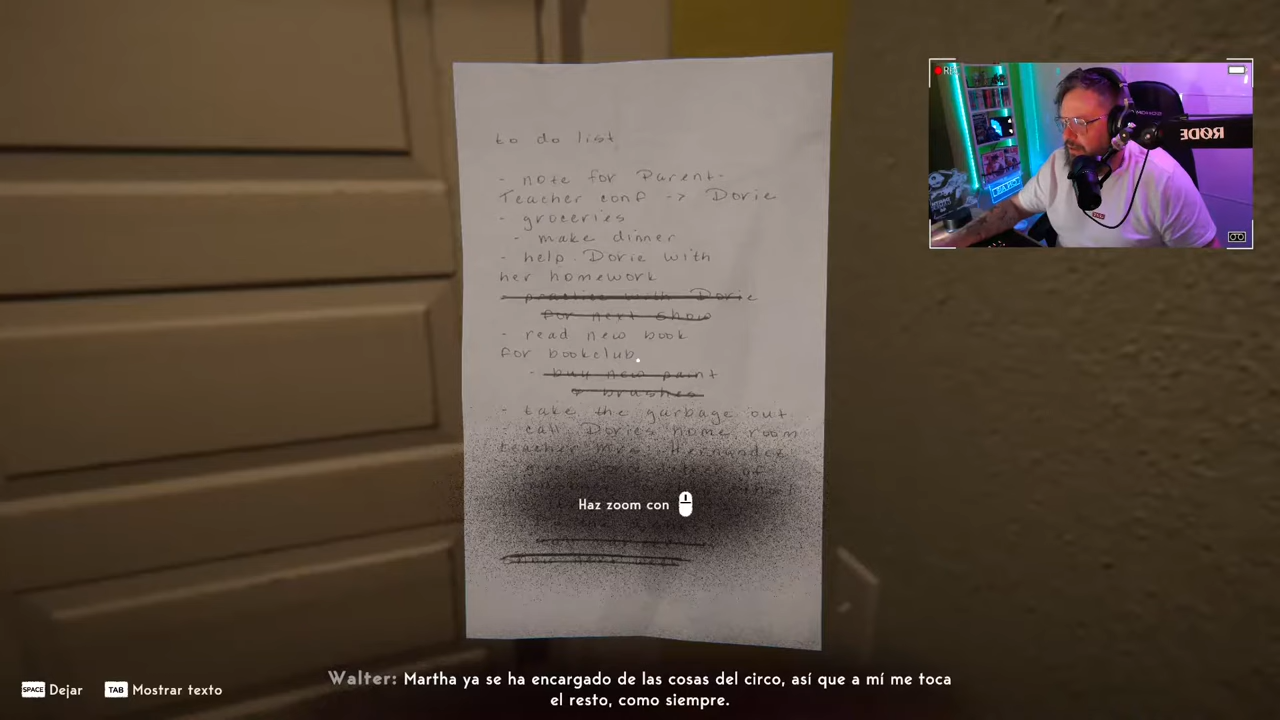 to do list
- note for Parent-
Teacher conf -> Dorie
- groceries
- make dinner
- help Dorie with
her homework
- practice with Dorie
for next show
- read new book
for bookclub
- buy new paint
& brushes
- take the garbage out
- call Dories home room
teacher Mrs. Hernandez
Haz zoom con
SPACE Dejar
TAB Mostrar texto
Walter: Martha ya se ha encargado de las cosas del circo, así que a mí me toca
el resto, como siempre.
RODE